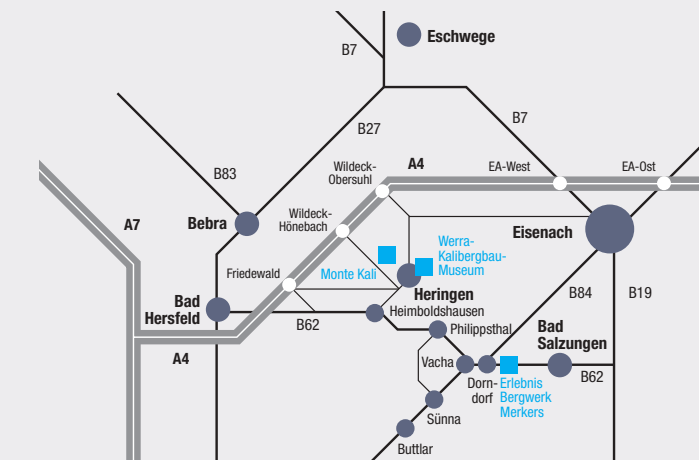 Eschwege
B7
B27
B7
Wildeck-
Obersuhl
A4
EA-West
EA-Ost
B83
A7
Bebra
Wildeck-
Hönebach
Eisenach
Werra-
Kalibergbau-
Museum
Friedewald
Monte Kali
Heringen
B84
B19
Bad
Hersfeld
B62
Heimboldshausen
Philippsthal
Bad
Salzungen
A4
Vacha
B62
Dorn-
dorf
Erlebnis
Bergwerk
Merkers
Sünna
Buttlar